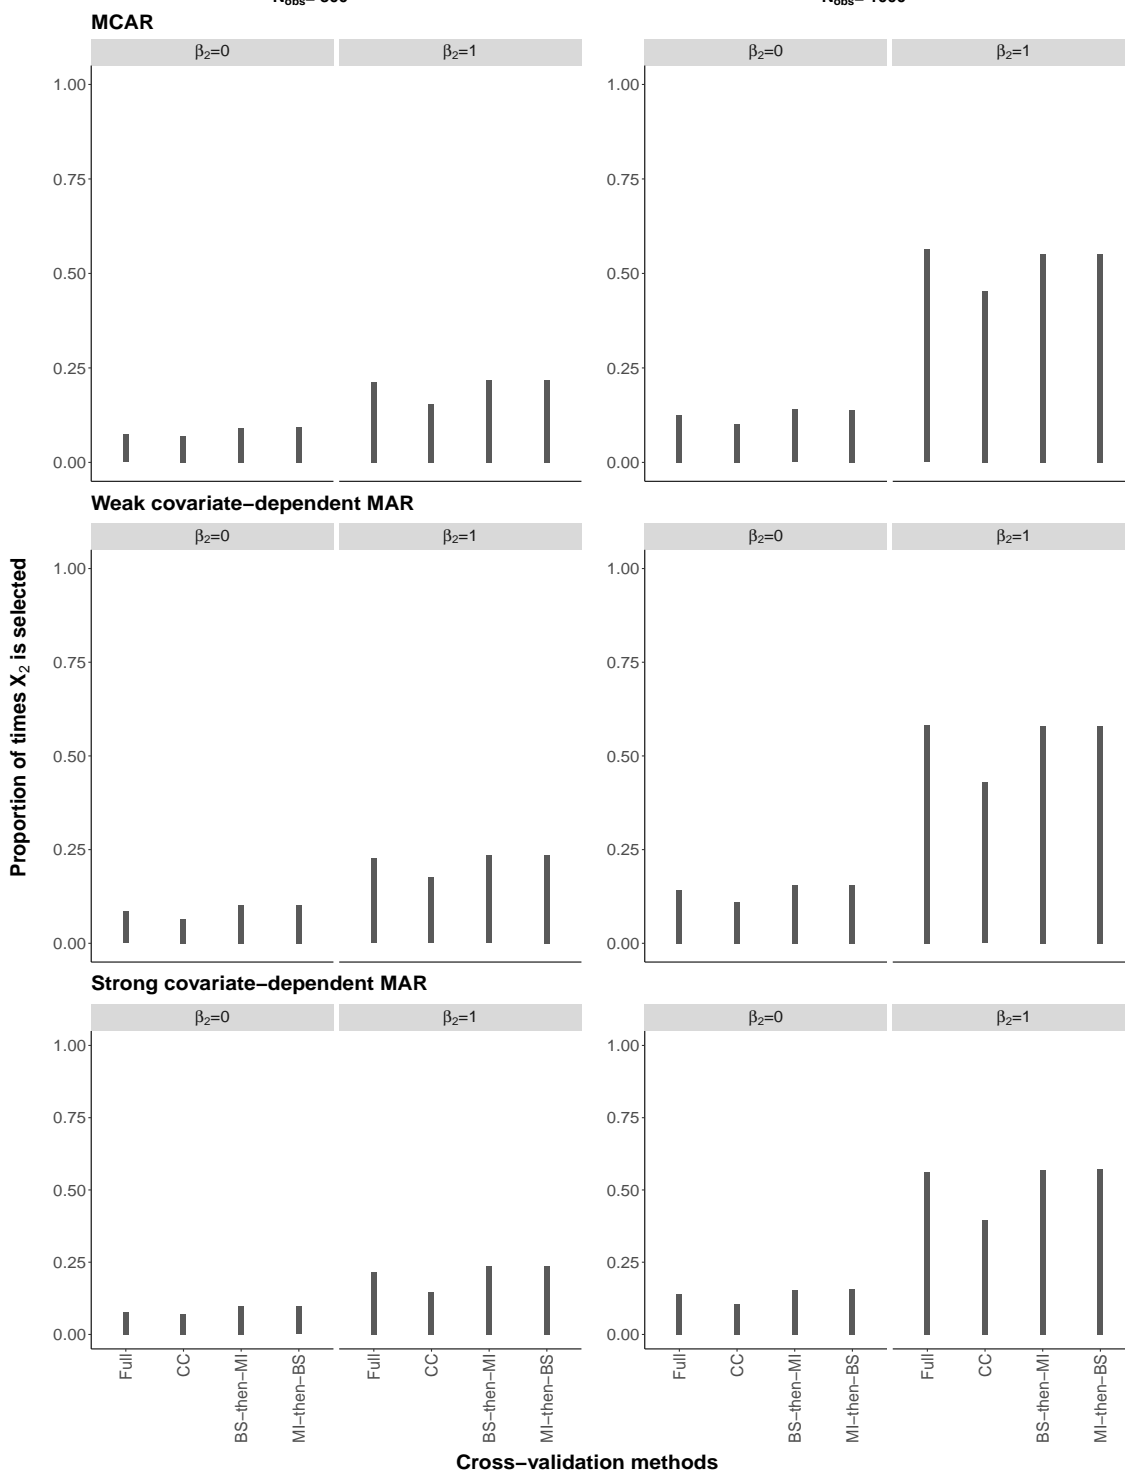 MCAR
β2=0 β2=1 β2=0 β2=1
1.00 1.00
0.75 0.75
0.50 0.50
0.25 0.25
0.00 0.00
Weak covariate−dependent MAR
β2=0 β2=1 β2=0 β2=1
1.00 1.00
0.75 0.75
0.50 0.50
0.25 0.25
0.00 0.00
Proportion of times X2 is selected
Strong covariate−dependent MAR
β2=0 β2=1 β2=0 β2=1
1.00 1.00
0.75 0.75
0.50 0.50
0.25 0.25
0.00 0.00
Full CC BS−then−MI MI−then−BS Full CC BS−then−MI MI−then−BS Full CC BS−then−MI MI−then−BS Full CC BS−then−MI MI−then−BS
Cross−validation methods